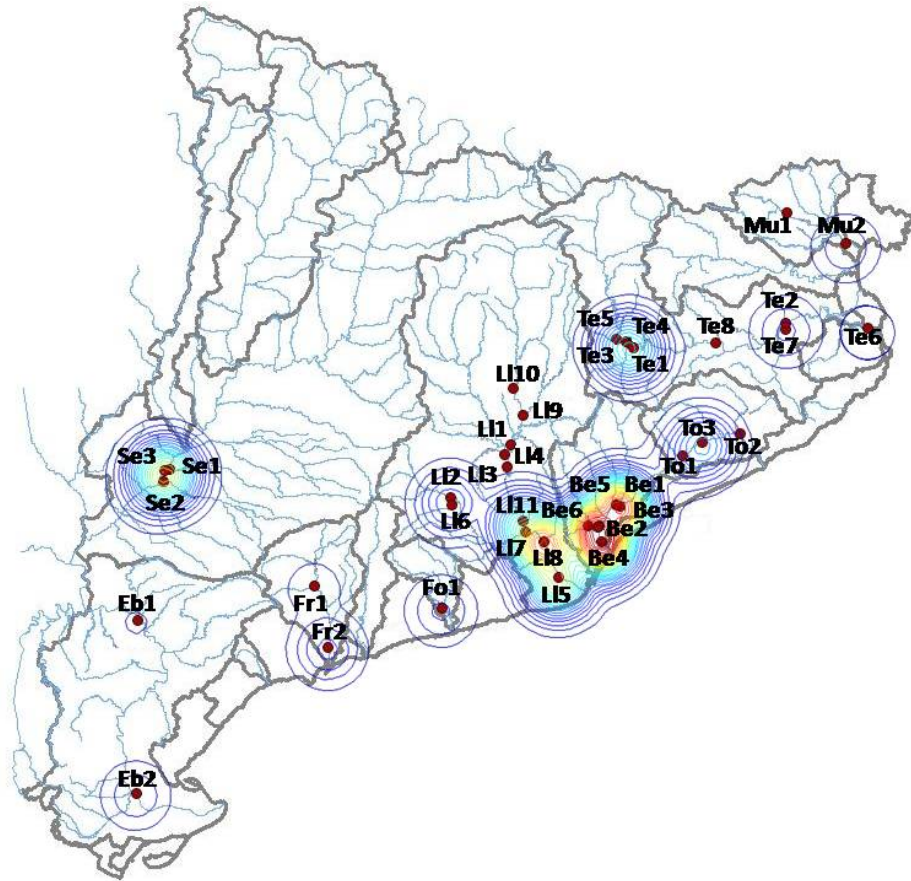 Mu1
Mu2
Te2
Te5
Te4
Te8
Te6
Te7
Te3
Te1
Ll10
Ll9
Ll1
To3
To2
Ll4
Se3
Se1
Ll3
To1
Ll2
Be5
Be1
Se2
Ll11
Be6
Be3
Ll6
Be2
Ll7
Ll8
Be4
Ll5
Fo1
Fr1
Eb1
Fr2
Eb2